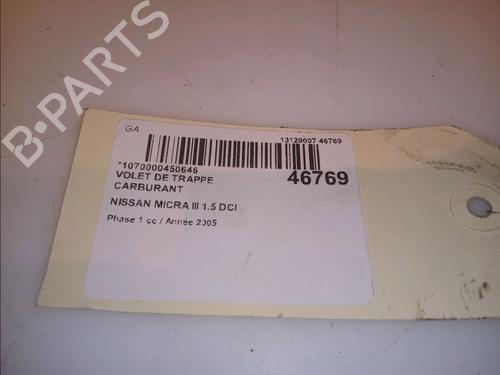 B-PARTS
GA
13120007 46769
*1070000450646
46769
VOLET DE TRAPPE
CARBURANT
NISSAN MICRA III 1.5 DCI
Phase 1 cc / Année 2005